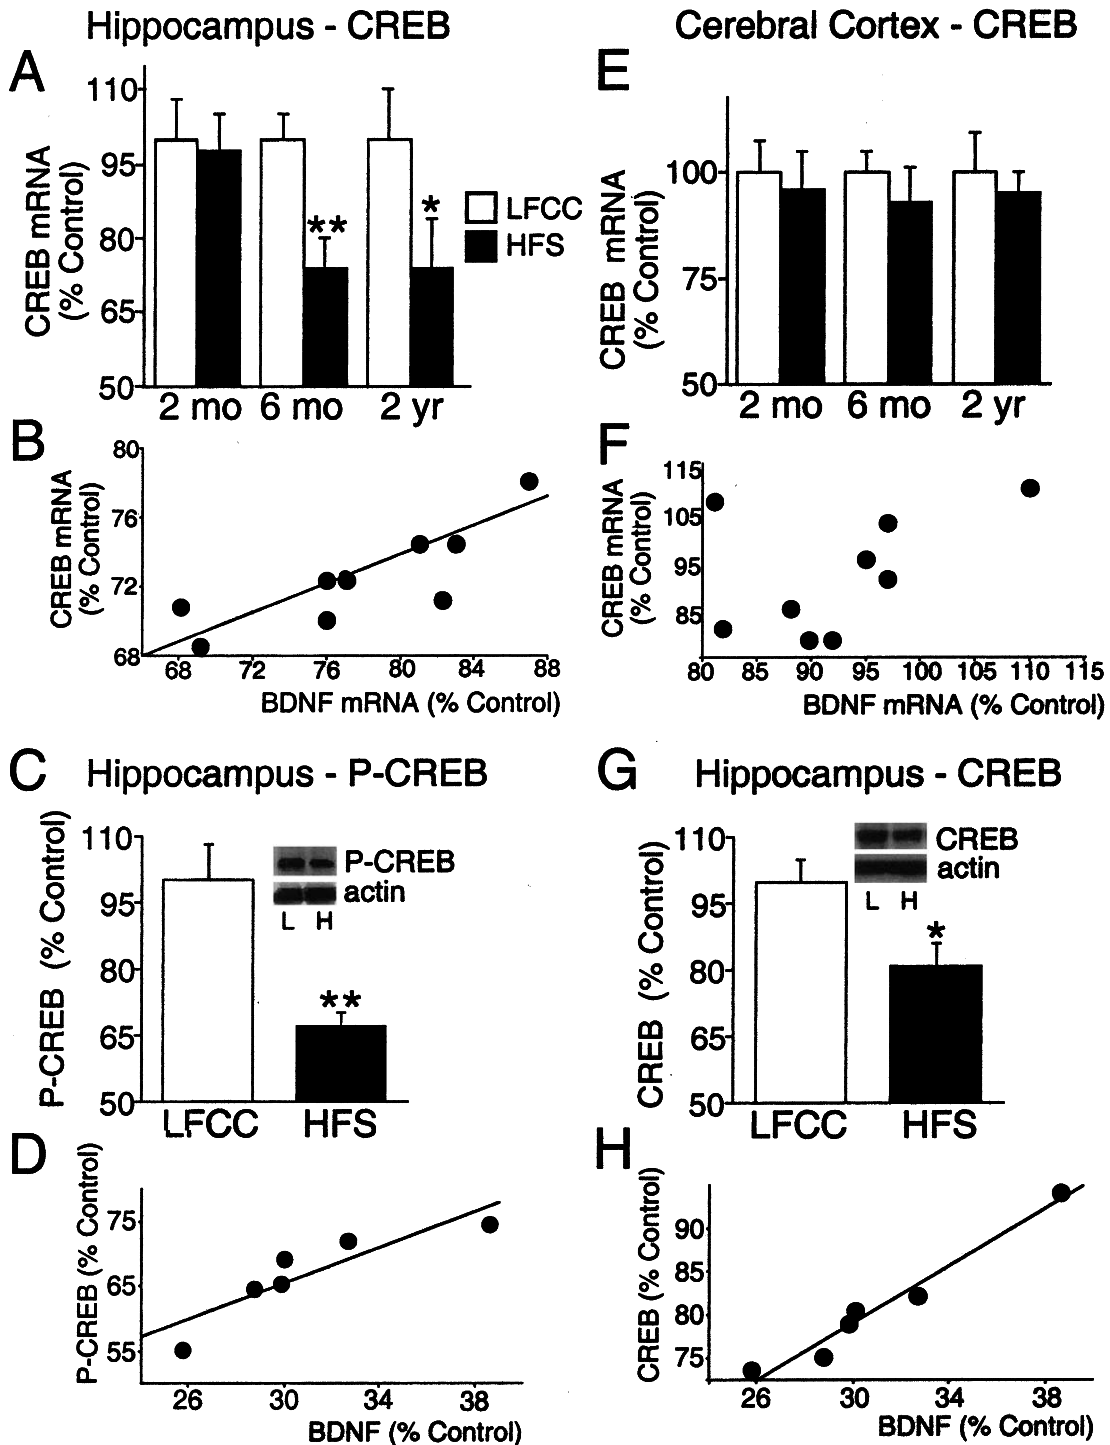 Hippocampus - CREB
A
CREB mRNA
(% Control)
110
95
80
65
50
**
*
LFCC
HFS
2 mo 6 mo 2 yr
Cerebral Cortex - CREB
E
CREB mRNA
(% Control)
100
75
50
2 mo 6 mo 2 yr
B
CREB mRNA
(% Control)
80
76
72
68
68 72 76 80 84 88
BDNF mRNA (% Control)
F
CREB mRNA
(% Control)
115
105
95
85
80 85 90 95 100 105 110 115
BDNF mRNA (% Control)
C Hippocampus - P-CREB
P-CREB (% Control)
110
95
80
65
50
P-CREB
actin
L H
**
LFCC HFS
G Hippocampus - CREB
CREB (% Control)
110
95
80
65
50
CREB
actin
L H
*
LFCC HFS
D
P-CREB (% Control)
75
65
55
26 30 34 38
BDNF (% Control)
H
CREB (% Control)
90
85
80
75
26 30 34 38
BDNF (% Control)